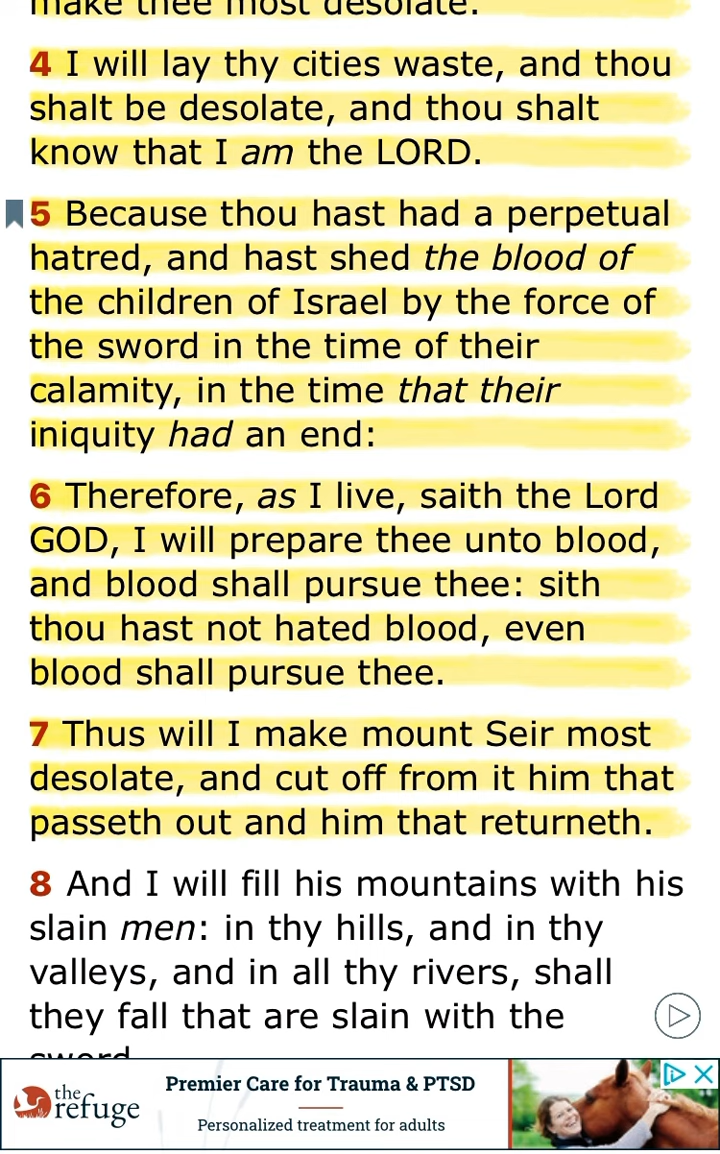 make thee most desolate.
4 I will lay thy cities waste, and thou
shalt be desolate, and thou shalt
know that I am the LORD.
5 Because thou hast had a perpetual
hatred, and hast shed the blood of
the children of Israel by the force of
the sword in the time of their
calamity, in the time that their
iniquity had an end:
6 Therefore, as I live, saith the Lord
GOD, I will prepare thee unto blood,
and blood shall pursue thee: sith
thou hast not hated blood, even
blood shall pursue thee.
7 Thus will I make mount Seir most
desolate, and cut off from it him that
passeth out and him that returneth.
8 And I will fill his mountains with his
slain men: in thy hills, and in thy
valleys, and in all thy rivers, shall
they fall that are slain with the
sword
the
refuge
Premier Care for Trauma & PTSD
Personalized treatment for adults